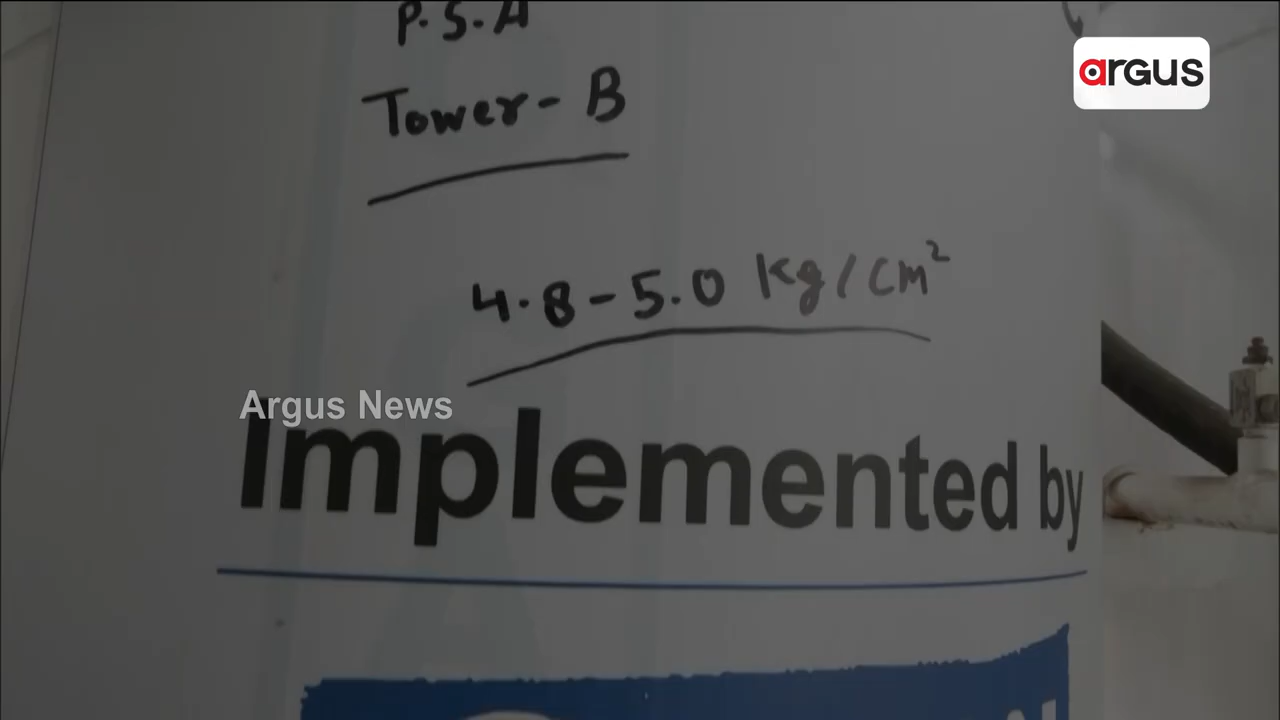 P.S.A
argus
Tower - B
4.8 - 5.0 kg/cm²
Argus News
Implemented by